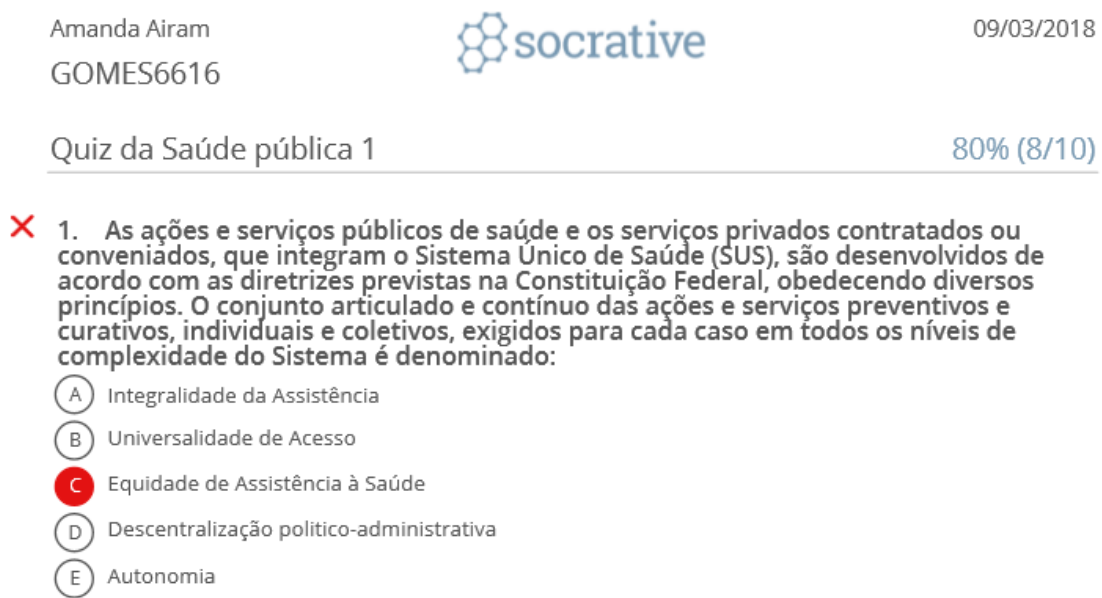 Amanda Airam
socrative
09/03/2018
GOMES6616
Quiz da Saúde pública 1
80% (8/10)
1. As ações e serviços públicos de saúde e os serviços privados contratados ou
conveniados, que integram o Sistema Único de Saúde (SUS), são desenvolvidos de
acordo com as diretrizes previstas na Constituição Federal, obedecendo diversos
princípios. O conjunto articulado e contínuo das ações e serviços preventivos e
curativos, individuais e coletivos, exigidos para cada caso em todos os níveis de
complexidade do Sistema é denominado:
A Integralidade da Assistência
B Universalidade de Acesso
C Equidade de Assistência à Saúde
D Descentralização politico-administrativa
E Autonomia